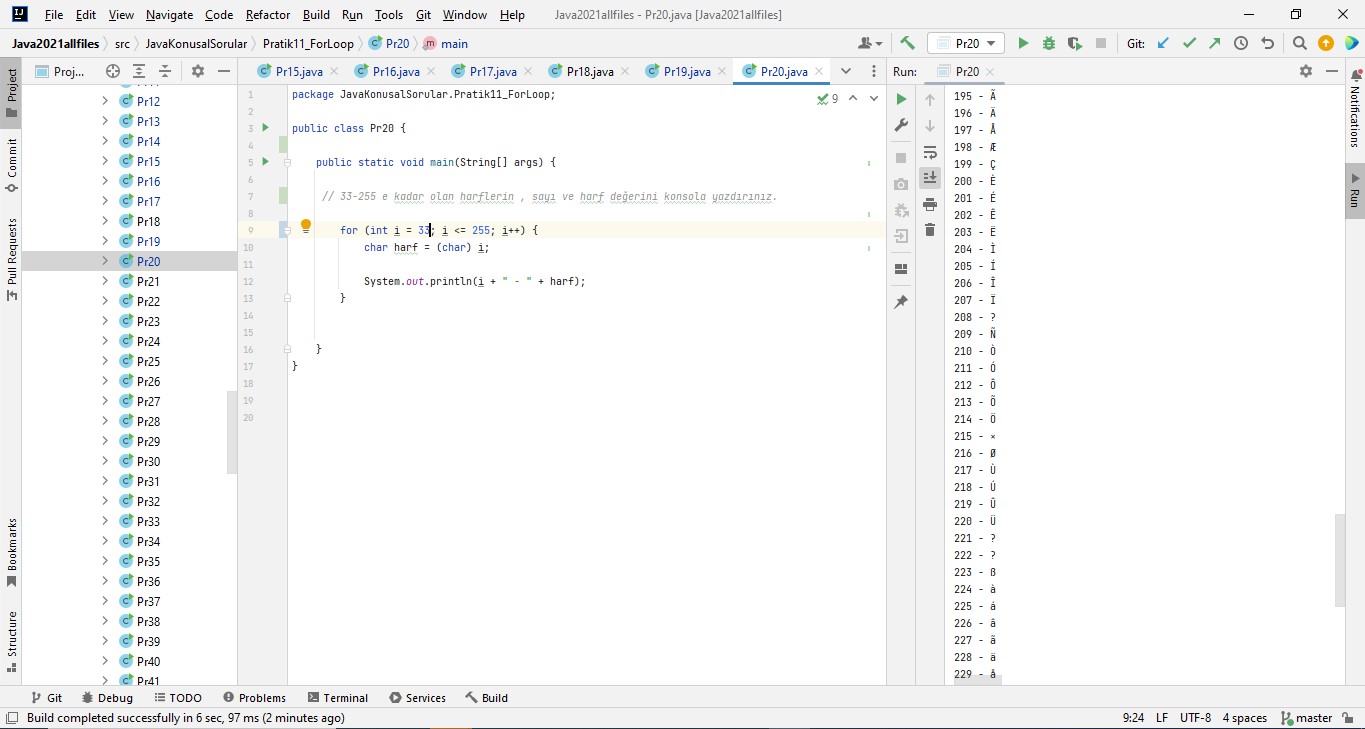 File Edit View Navigate Code Refactor Build Run Tools Git Window Help Java2021allfiles - Pr20.java [Java2021allfiles]
Java2021allfiles src JavaKonusalSorular Pratik11_ForLoop Pr20 main Pr20 Git:
Project
Commit
Pull Requests
Bookmarks
Structure
Proj...
Pr12
Pr13
Pr14
Pr15
Pr16
Pr17
Pr18
Pr19
Pr20
Pr21
Pr22
Pr23
Pr24
Pr25
Pr26
Pr27
Pr28
Pr29
Pr30
Pr31
Pr32
Pr33
Pr34
Pr35
Pr36
Pr37
Pr38
Pr39
Pr40
Pr41
Pr15.java Pr16.java Pr17.java Pr18.java Pr19.java Pr20.java
9
1 package JavaKonusalSorular.Pratik11_ForLoop;
2
3 public class Pr20 {
4
5 public static void main(String[] args) {
6
7 // 33-255 e kadar olan harflerin , sayı ve harf değerini konsola yazdırınız.
8
9 for (int i = 33; i <= 255; i++) {
10 char harf = (char) i;
11
12 System.out.println(i + " - " + harf);
13 }
14
15
16 }
17 }
18
19
20
Run: Pr20
195 - Ã
196 - Ä
197 - Å
198 - Æ
199 - Ç
200 - È
201 - É
202 - Ê
203 - Ë
204 - Ì
205 - Í
206 - Î
207 - Ï
208 - ?
209 - Ñ
210 - Ò
211 - Ó
212 - Ô
213 - Õ
214 - Ö
215 - ×
216 - Ø
217 - Ù
218 - Ú
219 - Û
220 - Ü
221 - ?
222 - ?
223 - ß
224 - à
225 - á
226 - â
227 - ã
228 - ä
229 - å
Notifications
Run
Git Debug TODO Problems Terminal Services Build
Build completed successfully in 6 sec, 97 ms (2 minutes ago) 9:24 LF UTF-8 4 spaces master